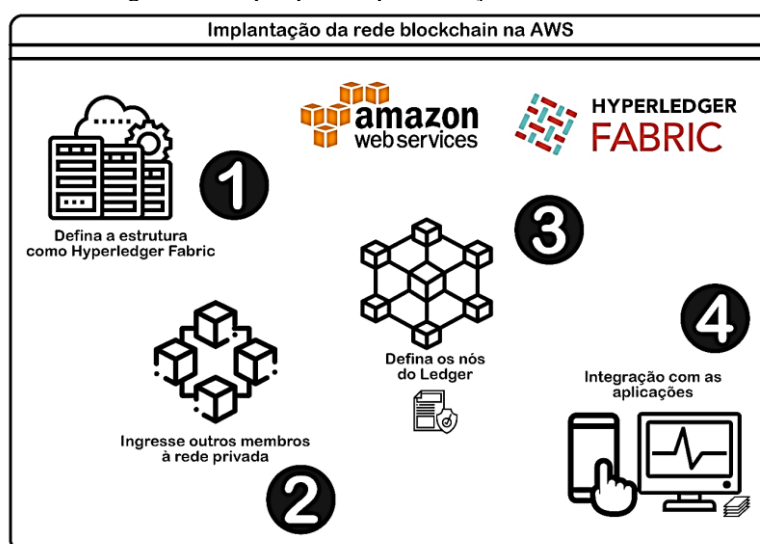 Implantação da rede blockchain na AWS
amazon
webservices
HYPERLEDGER
FABRIC
1
Defina a estrutura
como Hyperledger Fabric
3
Defina os nós
do Ledger
4
Integração com as
aplicações
Ingresse outros membros
à rede privada
2